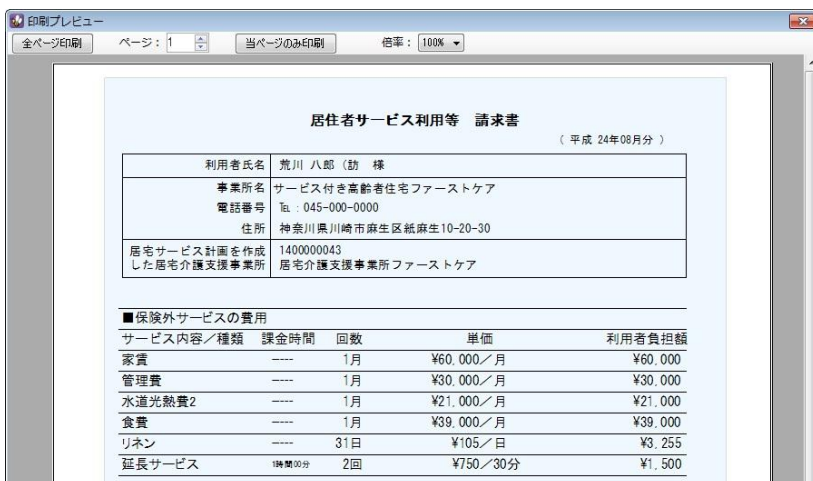 印刷プレビュー
全ページ印刷 ページ： 1 当ページのみ印刷 倍率： 100%
居住者サービス利用等 請求書
（ 平成 24年08月分 ）
利用者氏名 荒川 八郎（訪 様
事業所名 サービス付き高齢者住宅ファーストケア
電話番号 ℡：045-000-0000
住所 神奈川県川崎市麻生区紙麻生10-20-30
居宅サービス計画を作成 1400000043
した居宅介護支援事業所 居宅介護支援事業所ファーストケア
■保険外サービスの費用
サービス内容／種類 課金時間 回数 単価 利用者負担額
家賃 ---- 1月 ¥60,000／月 ¥60,000
管理費 ---- 1月 ¥30,000／月 ¥30,000
水道光熱費2 ---- 1月 ¥21,000／月 ¥21,000
食費 ---- 1月 ¥39,000／月 ¥39,000
リネン ---- 31日 ¥105／日 ¥3,255
延長サービス 1時間00分 2回 ¥750／30分 ¥1,500